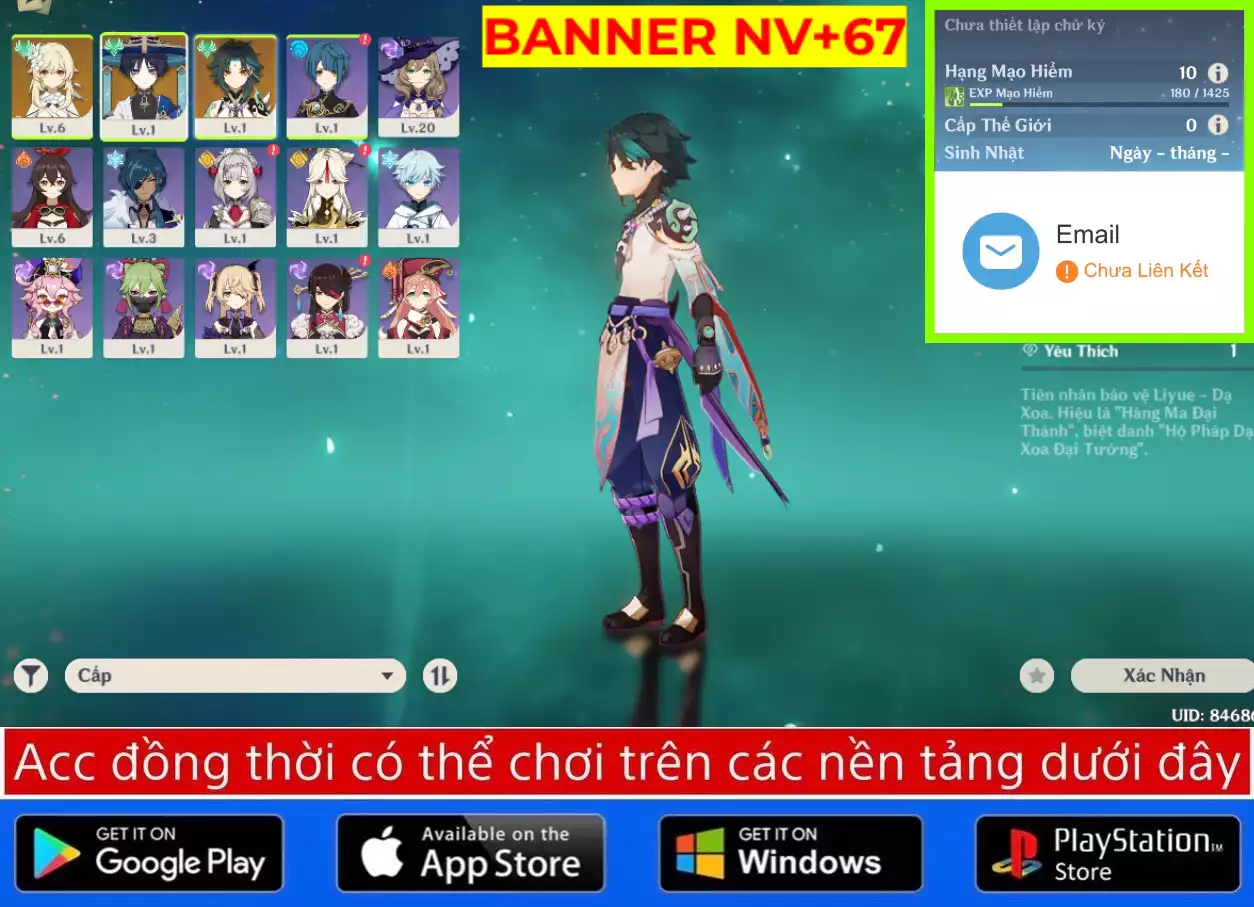 BANNER NV+67
Chưa thiết lập chữ ký
Hạng Mạo Hiểm 10
EXP Mạo Hiểm 180 / 1425
Cấp Thế Giới 0
Sinh Nhật Ngày - tháng -
Email
Chưa Liên Kết
Lv.6 Lv.1 Lv.1 Lv.1 Lv.20
Lv.6 Lv.3 Lv.1 Lv.1 Lv.1
Lv.1 Lv.1 Lv.1 Lv.1 Lv.1
Yêu Thích 1
Tiên nhân bảo vệ Liyue - Dạ
Xoa. Hiệu là "Hàng Ma Đại
Thánh", biệt danh "Hộ Pháp Dạ
Xoa Đại Tướng".
Cấp
Xác Nhận
UID: 8468
Acc đồng thời có thể chơi trên các nền tảng dưới đây
GET IT ON
Google Play
Available on the
App Store
GET IT ON
Windows
PlayStation™
Store